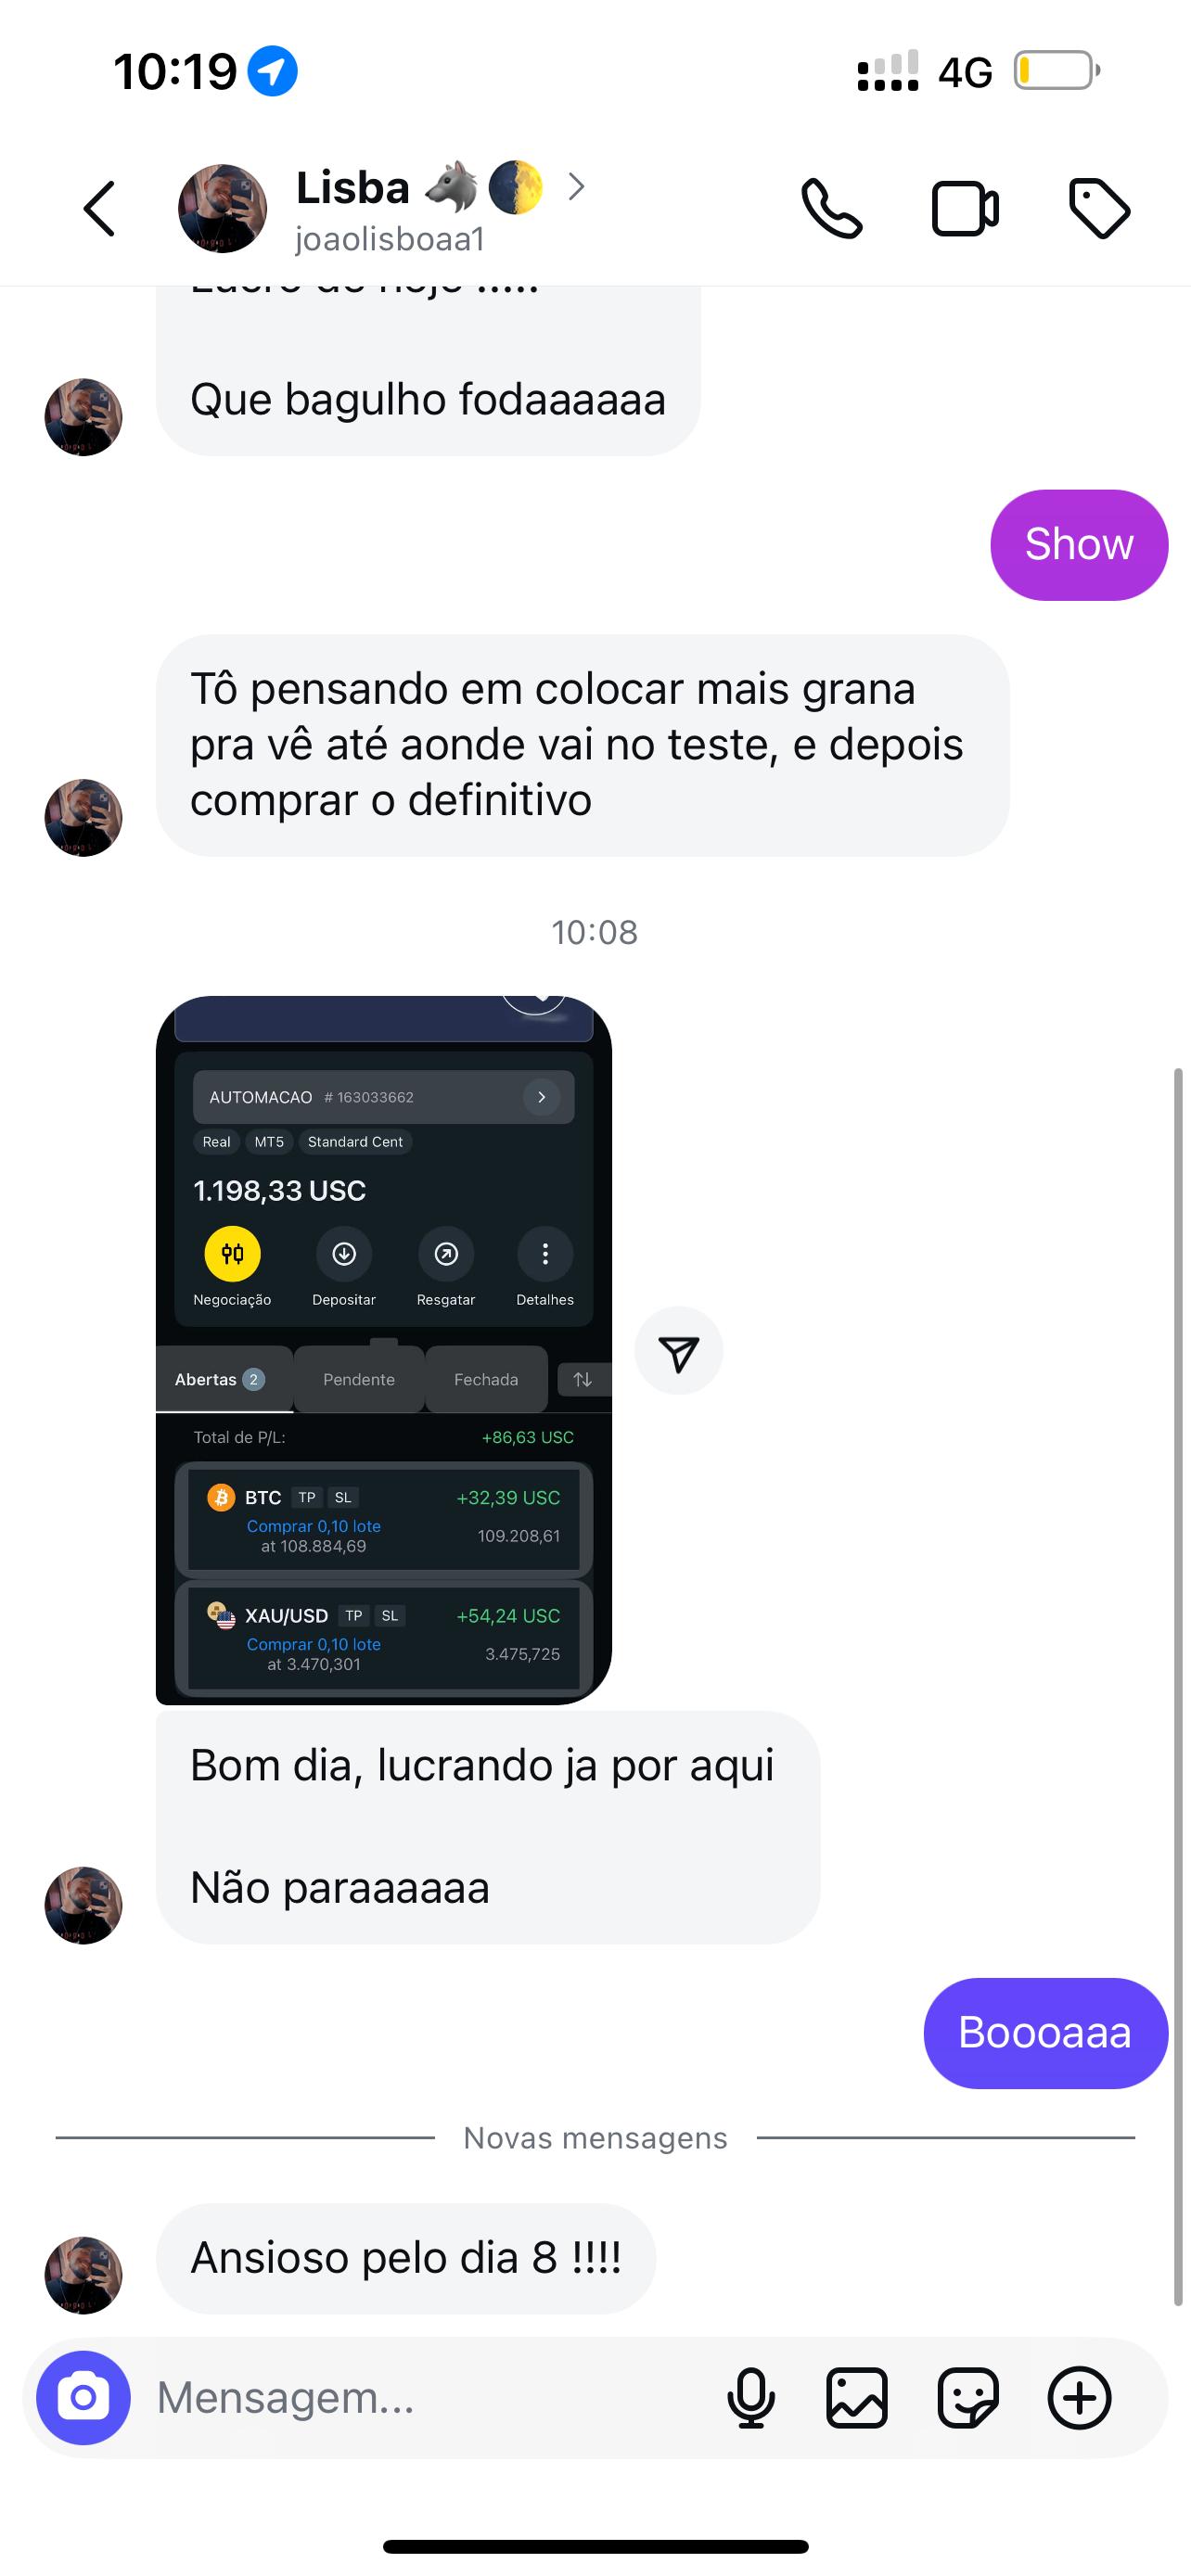 10:19
4G
Lisba
joaolisboaa1
Lucro de hoje .....
Que bagulho fodaaaaaa
Show
Tô pensando em colocar mais grana
pra vê até aonde vai no teste, e depois
comprar o definitivo
10:08
AUTOMACAO # 163033662
Real MT5 Standard Cent
1.198,33 USC
Negociação Depositar Resgatar Detalhes
Abertas 2 Pendente Fechada
Total de P/L: +86,63 USC
BTC TP SL +32,39 USC
Comprar 0,10 lote
at 108.884,69 109.208,61
XAU/USD TP SL +54,24 USC
Comprar 0,10 lote
at 3.470,301 3.475,725
Bom dia, lucrando ja por aqui
Não paraaaaaa
Boooaaa
Novas mensagens
Ansioso pelo dia 8 !!!!
Mensagem...